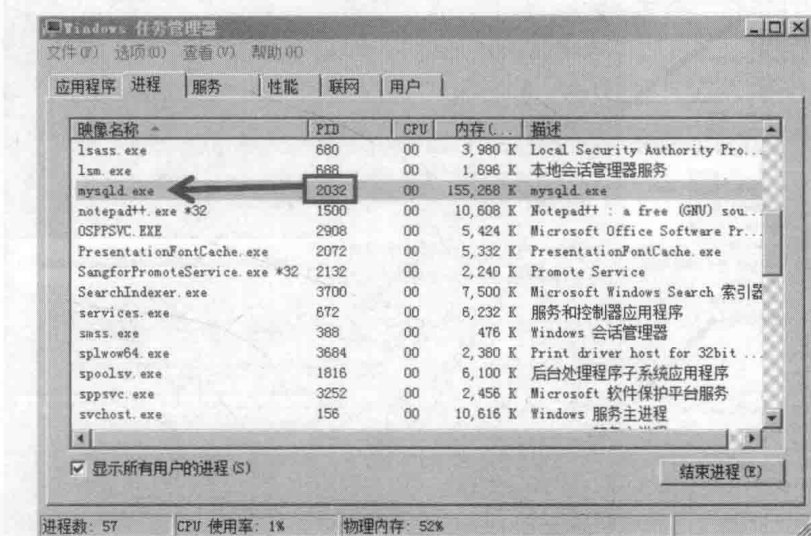 Windows 任务管理器
文件(F) 选项(O) 查看(V) 帮助(H)
应用程序 进程 服务 性能 联网 用户
映像名称 PID CPU 内存(... 描述
lsass.exe 680 00 3,980 K Local Security Authority Pro...
lsm.exe 688 00 1,696 K 本地会话管理器服务
mysqld.exe 2032 00 155,268 K mysqld.exe
notepad++.exe *32 1500 00 10,608 K Notepad++ : a free (GNU) sou...
OSPPSVC.EXE 2908 00 5,424 K Microsoft Office Software Pr...
PresentationFontCache.exe 2072 00 5,332 K PresentationFontCache.exe
SangforPromoteService.exe *32 2132 00 2,240 K Promote Service
SearchIndexer.exe 3700 00 7,500 K Microsoft Windows Search 索引器
services.exe 672 00 6,232 K 服务和控制器应用程序
smss.exe 388 00 476 K Windows 会话管理器
splwow64.exe 3684 00 2,380 K Print driver host for 32bit ...
spoolsv.exe 1816 00 6,100 K 后台处理程序子系统应用程序
sppsvc.exe 3252 00 2,456 K Microsoft 软件保护平台服务
svchost.exe 156 00 10,616 K Windows 服务主进程
显示所有用户的进程(S)
结束进程(E)
进程数: 57 CPU 使用率: 1% 物理内存: 52%